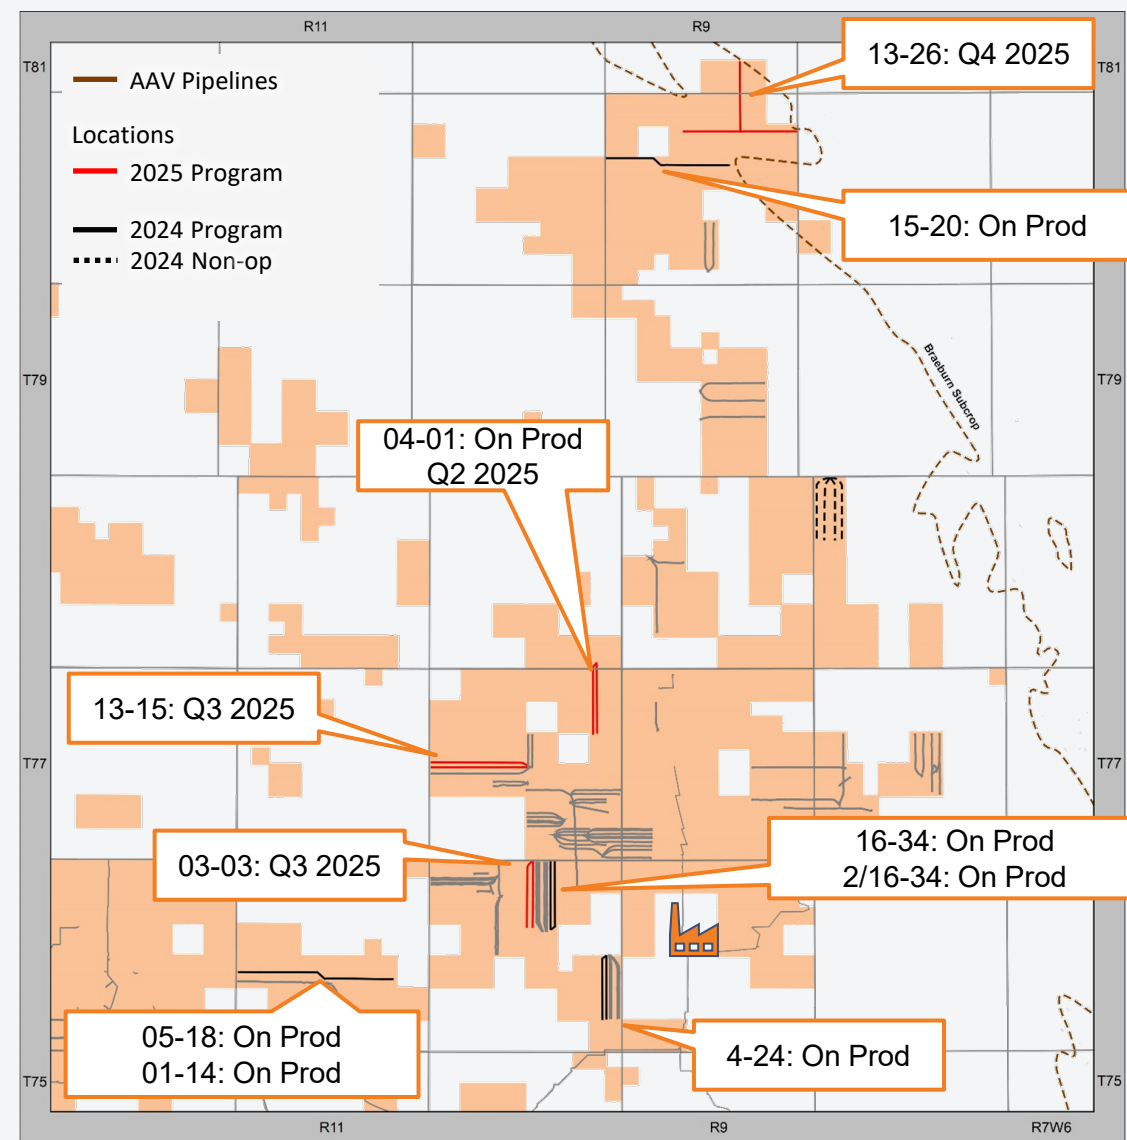 R11
R9
T81
T81
13-26: Q4 2025
AAV Pipelines
Locations
2025 Program
2024 Program
2024 Non-op
15-20: On Prod
Braeburn Subcrop
T79
T79
04-01: On Prod
Q2 2025
13-15: Q3 2025
T77
T77
03-03: Q3 2025
16-34: On Prod
2/16-34: On Prod
05-18: On Prod
01-14: On Prod
4-24: On Prod
T75
T75
R11
R9
R7W6